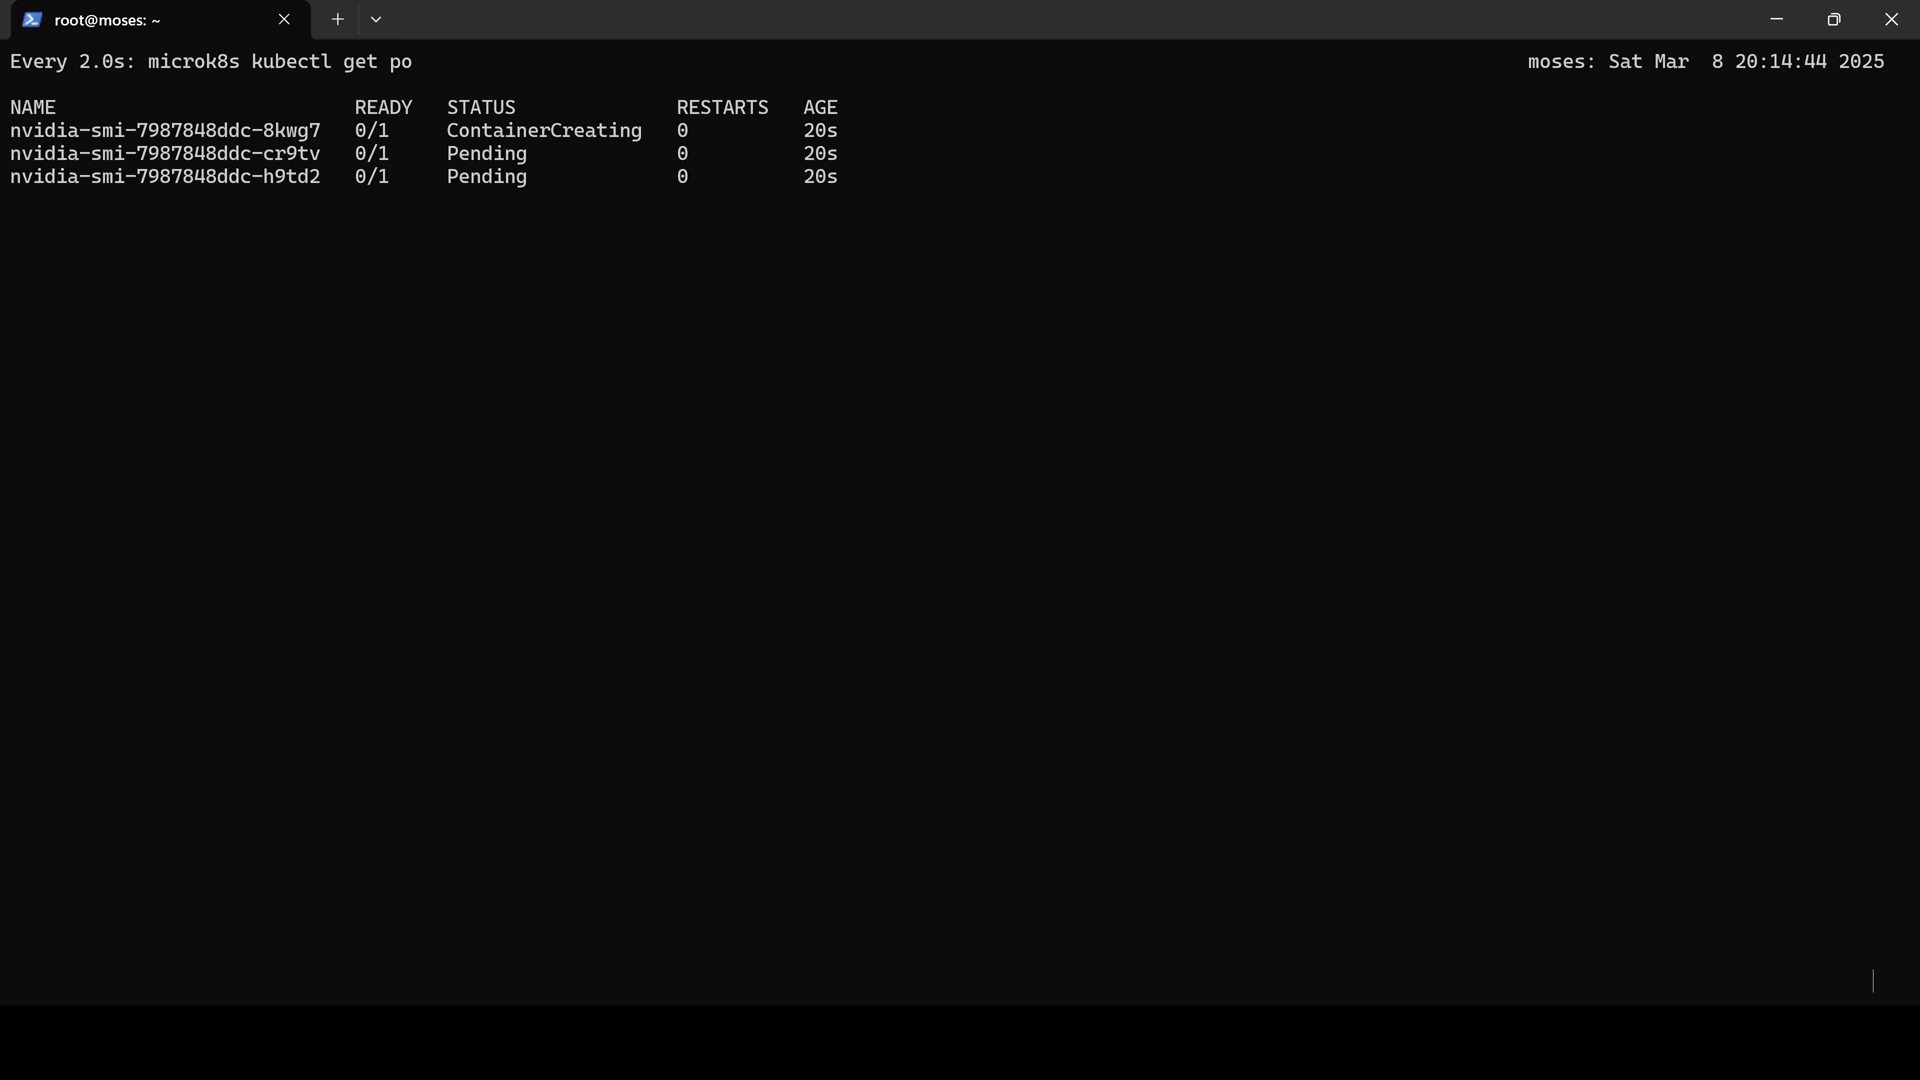 root@moses: ~
Every 2.0s: microk8s kubectl get po moses: Sat Mar  8 20:14:44 2025
NAME READY STATUS RESTARTS AGE
nvidia-smi-7987848ddc-8kwg7 0/1 ContainerCreating 0 20s
nvidia-smi-7987848ddc-cr9tv 0/1 Pending 0 20s
nvidia-smi-7987848ddc-h9td2 0/1 Pending 0 20s